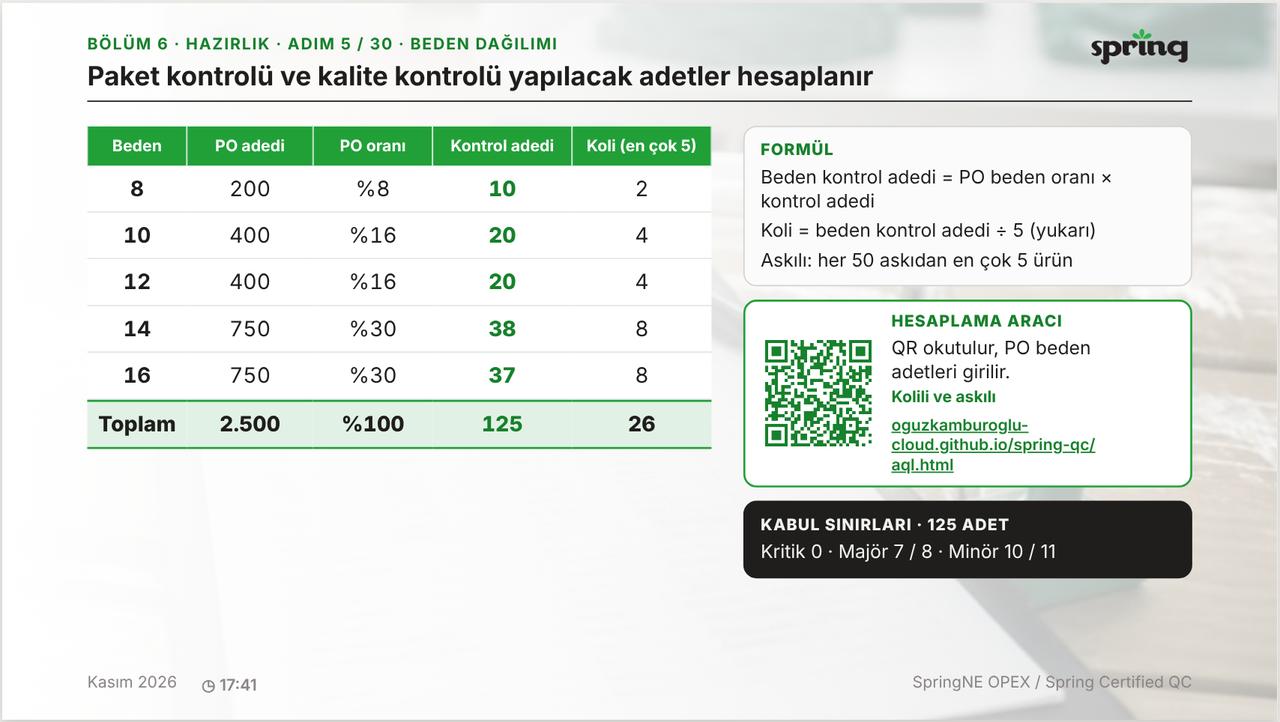 BÖLÜM 6 · HAZIRLIK · ADIM 5 / 30 · BEDEN DAĞILIMI
spring
Paket kontrolü ve kalite kontrolü yapılacak adetler hesaplanır
Beden PO adedi PO oranı Kontrol adedi Koli (en çok 5)
8 200 %8 10 2
10 400 %16 20 4
12 400 %16 20 4
14 750 %30 38 8
16 750 %30 37 8
Toplam 2.500 %100 125 26
FORMÜL
Beden kontrol adedi = PO beden oranı ×
kontrol adedi
Koli = beden kontrol adedi ÷ 5 (yukarı)
Askılı: her 50 askıdan en çok 5 ürün
HESAPLAMA ARACI
QR okutulur, PO beden
adetleri girilir.
Kolili ve askılı
oguzkamburoglu-
cloud.github.io/spring-qc/
aql.html
KABUL SINIRLARI · 125 ADET
Kritik 0 · Majör 7 / 8 · Minör 10 / 11
Kasım 2026 17:41
SpringNE OPEX / Spring Certified QC